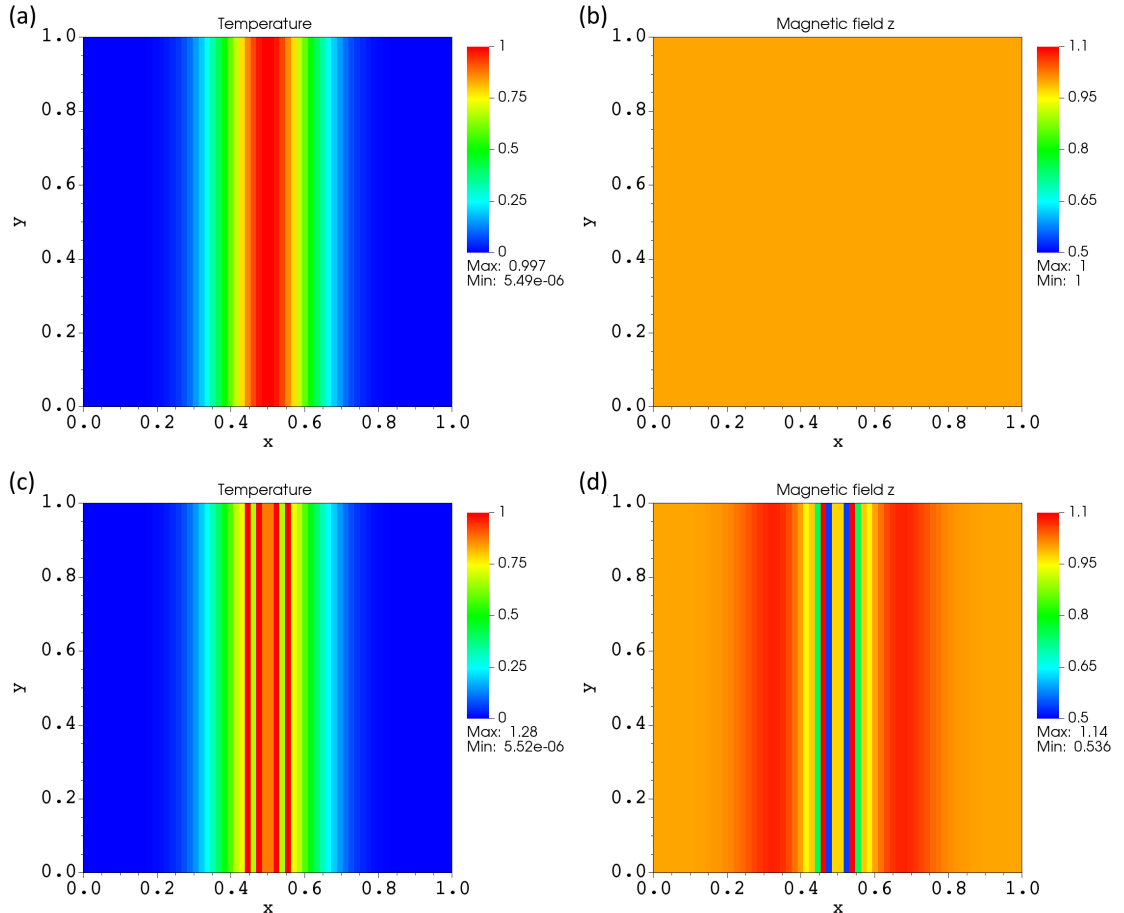 (a)
Temperature
1.0
0.8
0.6
0.4
0.2
0.0
y
0.0 0.2 0.4 0.6 0.8 1.0
x
1
0.75
0.5
0.25
0
Max: 0.997
Min: 5.49e-06
(b)
Magnetic field z
1.0
0.8
0.6
0.4
0.2
0.0
y
0.0 0.2 0.4 0.6 0.8 1.0
x
1.1
0.95
0.8
0.65
0.5
Max: 1
Min: 1
(c)
Temperature
1.0
0.8
0.6
0.4
0.2
0.0
y
0.0 0.2 0.4 0.6 0.8 1.0
x
1
0.75
0.5
0.25
0
Max: 1.28
Min: 5.52e-06
(d)
Magnetic field z
1.0
0.8
0.6
0.4
0.2
0.0
y
0.0 0.2 0.4 0.6 0.8 1.0
x
1.1
0.95
0.8
0.65
0.5
Max: 1.14
Min: 0.536